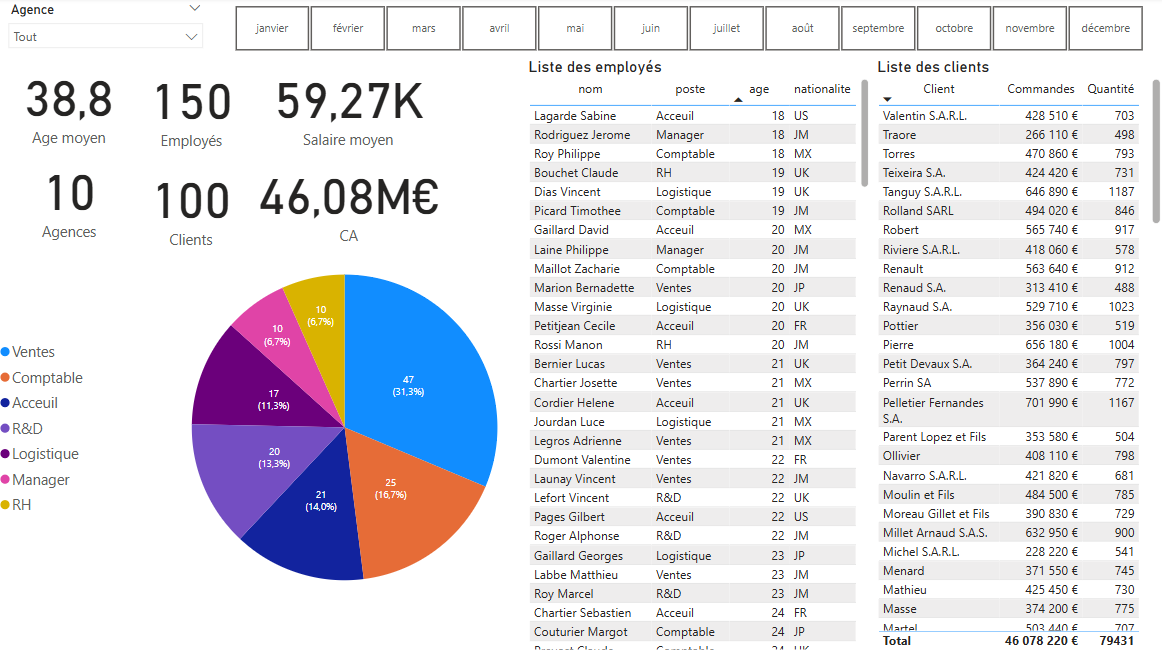 Agence
Tout
janvier février mars avril mai juin juillet août septembre octobre novembre décembre
38,8
Age moyen
150
Employés
59,27K
Salaire moyen
10
Agences
100
Clients
46,08M€
CA
Ventes
Comptable
Acceuil
R&D
Logistique
Manager
RH
47
(31,3%)
25
(16,7%)
21
(14,0%)
20
(13,3%)
17
(11,3%)
10
(6,7%)
10
(6,7%)
Liste des employés
nom poste age nationalite
Lagarde Sabine Acceuil 18 US
Rodriguez Jerome Manager 18 JM
Roy Philippe Comptable 18 MX
Bouchet Claude RH 19 UK
Dias Vincent Logistique 19 UK
Picard Timothee Comptable 19 JM
Gaillard David Acceuil 20 MX
Laine Philippe Manager 20 JM
Maillot Zacharie Comptable 20 JM
Marion Bernadette Ventes 20 JP
Masse Virginie Logistique 20 UK
Petitjean Cecile Acceuil 20 FR
Rossi Manon RH 20 JM
Bernier Lucas Ventes 21 UK
Chartier Josette Ventes 21 MX
Cordier Helene Acceuil 21 UK
Jourdan Luce Logistique 21 MX
Legros Adrienne Ventes 21 MX
Dumont Valentine Ventes 22 FR
Launay Vincent Ventes 22 JM
Lefort Vincent R&D 22 UK
Pages Gilbert Acceuil 22 US
Roger Alphonse R&D 22 JM
Gaillard Georges Logistique 23 JP
Labbe Matthieu Ventes 23 JM
Roy Marcel R&D 23 JM
Chartier Sebastien Acceuil 24 FR
Couturier Margot Comptable 24 JP
Liste des clients
Client Commandes Quantité
Valentin S.A.R.L. 428 510 € 703
Traore 266 110 € 498
Torres 470 860 € 793
Teixeira S.A. 424 420 € 731
Tanguy S.A.R.L. 646 890 € 1187
Rolland SARL 494 020 € 846
Robert 565 740 € 917
Riviere S.A.R.L. 418 060 € 578
Renault 563 640 € 912
Renaud S.A. 313 410 € 488
Raynaud S.A. 529 710 € 1023
Pottier 356 030 € 519
Pierre 656 180 € 1004
Petit Devaux S.A. 364 240 € 797
Perrin SA 537 890 € 772
Pelletier Fernandes 701 990 € 1167
S.A.
Parent Lopez et Fils 353 580 € 504
Ollivier 408 110 € 798
Navarro S.A.R.L. 421 820 € 681
Moulin et Fils 484 500 € 785
Moreau Gillet et Fils 390 830 € 729
Millet Arnaud S.A.S. 632 950 € 900
Michel S.A.R.L. 228 220 € 541
Menard 371 550 € 745
Mathieu 425 450 € 730
Masse 374 200 € 775
Martel 503 440 € 707
Total 46 078 220 € 79431